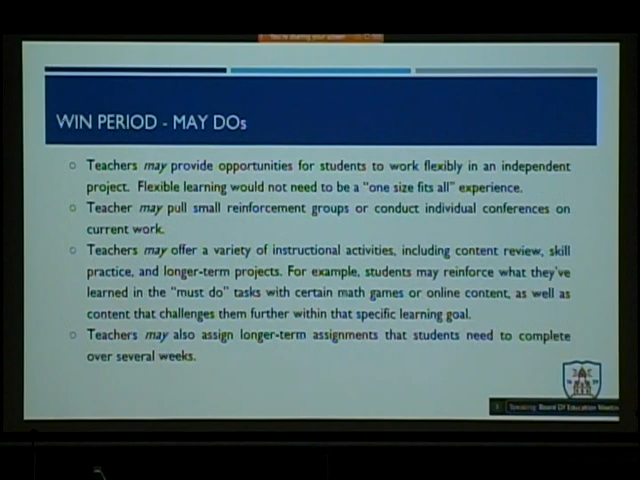 WIN PERIOD - MAY DOs
Teachers may provide opportunities for students to work flexibly in an independent
project. Flexible learning would not need to be a "one size fits all" experience.
Teacher may pull small reinforcement groups or conduct individual conferences on
current work.
Teachers may offer a variety of instructional activities, including content review, skill
practice, and longer-term projects. For example, students may reinforce what they've
learned in the "must do" tasks with certain math games or online content, as well as
content that challenges them further within that specific learning goal.
Teachers may also assign longer-term assignments that students need to complete
over several weeks.
Speaking: Board Of Education Meetin